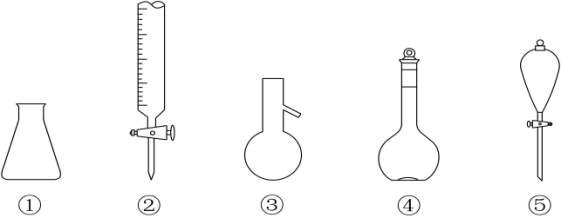 ① ② ③ ④ ⑤